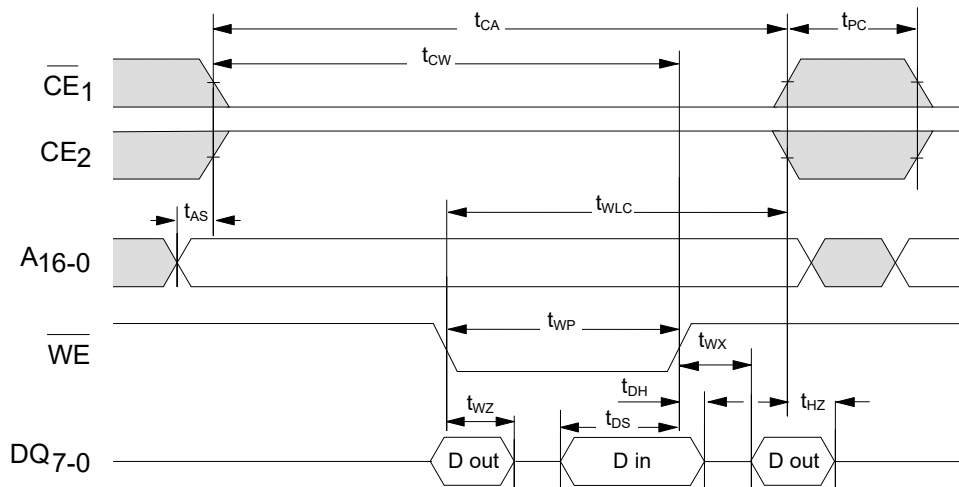 tCA
tPC
tCW
CE1
CE2
tWLC
tAS
A16-0
tWP
WE
tWX
tDH
tWZ
tHZ
tDS
DQ7-0
D out
D in
D out